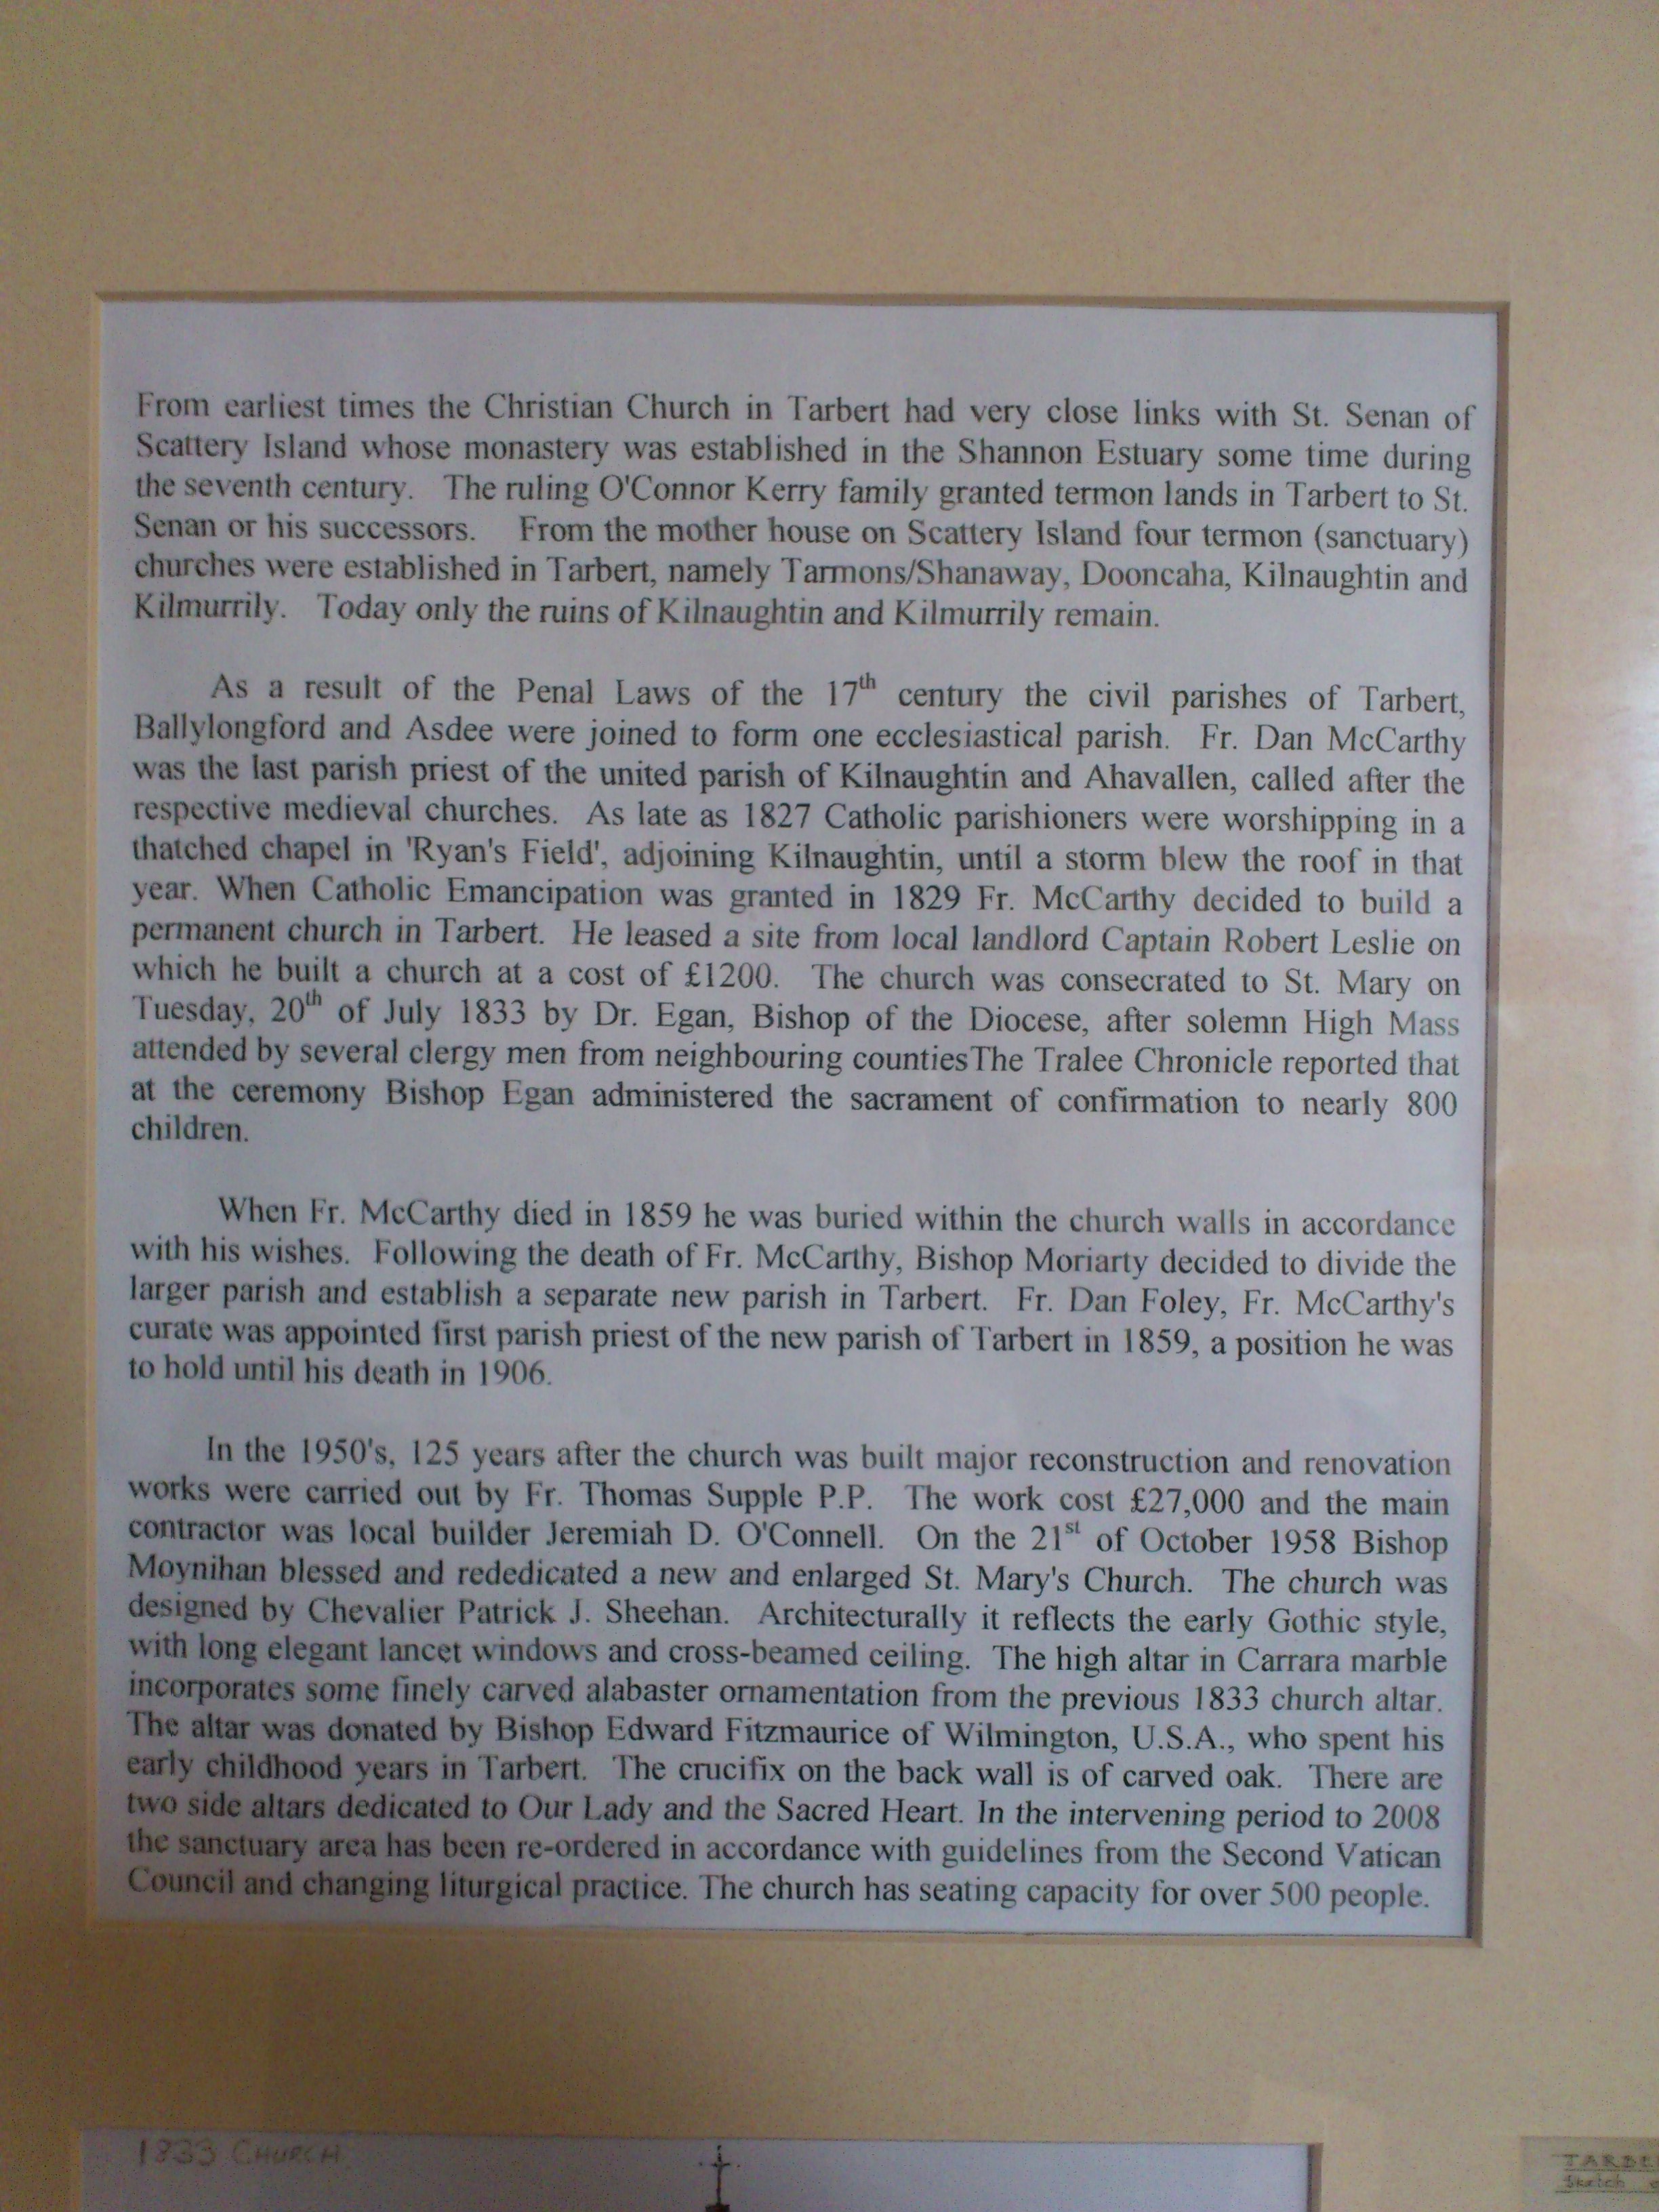 From earliest times the Christian Church in Tarbert had very close links with St. Senan of
Scattery Island whose monastery was established in the Shannon Estuary some time during
the seventh century. The ruling O'Connor Kerry family granted termon lands in Tarbert to St.
Senan or his successors. From the mother house on Scattery Island four termon (sanctuary)
churches were established in Tarbert, namely Tarmons/Shanaway, Dooncaha, Kilnaughtin and
Kilmurrily. Today only the ruins of Kilnaughtin and Kilmurrily remain.
As a result of the Penal Laws of the 17th century the civil parishes of Tarbert,
Ballylongford and Asdee were joined to form one ecclesiastical parish. Fr. Dan McCarthy
was the last parish priest of the united parish of Kilnaughtin and Ahavallen, called after the
respective medieval churches. As late as 1827 Catholic parishioners were worshipping in a
thatched chapel in 'Ryan's Field', adjoining Kilnaughtin, until a storm blew the roof in that
year. When Catholic Emancipation was granted in 1829 Fr. McCarthy decided to build a
permanent church in Tarbert. He leased a site from local landlord Captain Robert Leslie on
which he built a church at a cost of £1200. The church was consecrated to St. Mary on
Tuesday, 20th of July 1833 by Dr. Egan, Bishop of the Diocese, after solemn High Mass
attended by several clergy men from neighbouring countiesThe Tralee Chronicle reported that
at the ceremony Bishop Egan administered the sacrament of confirmation to nearly 800
children.
When Fr. McCarthy died in 1859 he was buried within the church walls in accordance
with his wishes. Following the death of Fr. McCarthy, Bishop Moriarty decided to divide the
larger parish and establish a separate new parish in Tarbert. Fr. Dan Foley, Fr. McCarthy's
curate was appointed first parish priest of the new parish of Tarbert in 1859, a position he was
to hold until his death in 1906.
In the 1950's, 125 years after the church was built major reconstruction and renovation
works were carried out by Fr. Thomas Supple P.P. The work cost £27,000 and the main
contractor was local builder Jeremiah D. O'Connell. On the 21st of October 1958 Bishop
Moynihan blessed and rededicated a new and enlarged St. Mary's Church. The church was
designed by Chevalier Patrick J. Sheehan. Architecturally it reflects the early Gothic style,
with long elegant lancet windows and cross-beamed ceiling. The high altar in Carrara marble
incorporates some finely carved alabaster ornamentation from the previous 1833 church altar.
The altar was donated by Bishop Edward Fitzmaurice of Wilmington, U.S.A., who spent his
early childhood years in Tarbert. The crucifix on the back wall is of carved oak. There are
two side altars dedicated to Our Lady and the Sacred Heart. In the intervening period to 2008
the sanctuary area has been re-ordered in accordance with guidelines from the Second Vatican
Council and changing liturgical practice. The church has seating capacity for over 500 people.
1833 CHURCH
Sketch